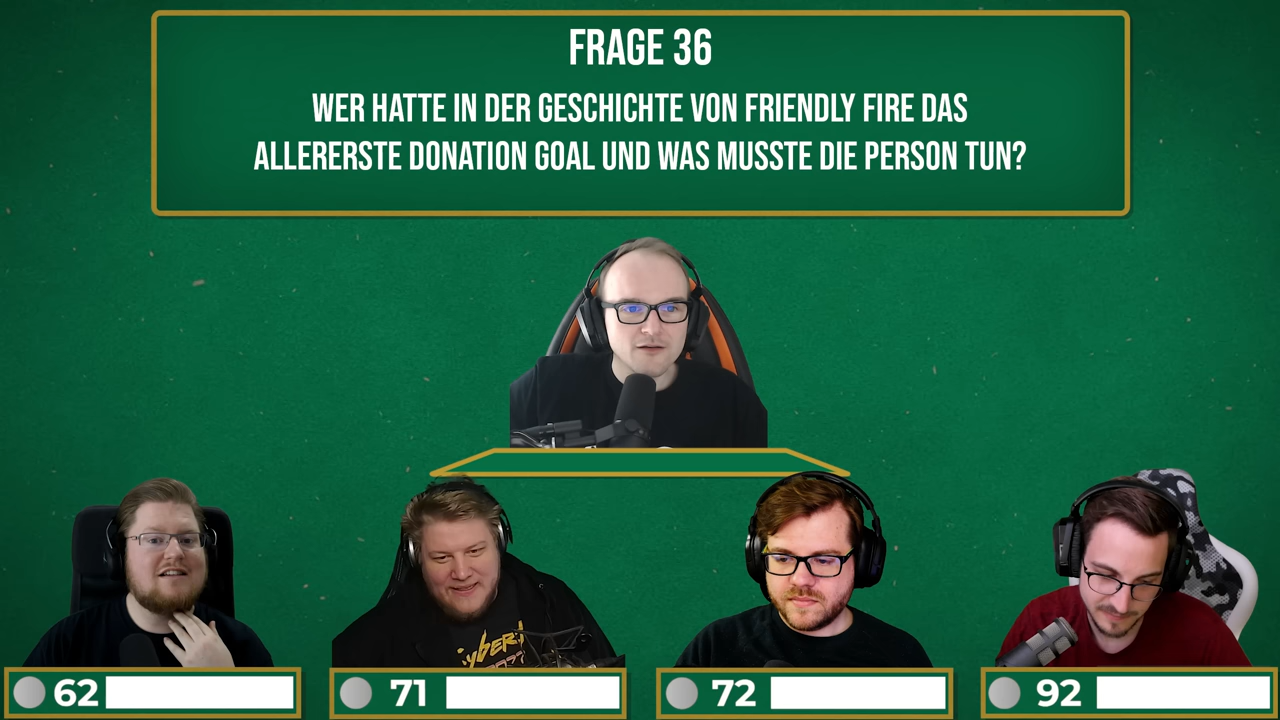 FRAGE 36
WER HATTE IN DER GESCHICHTE VON FRIENDLY FIRE DAS
ALLERERSTE DONATION GOAL UND WAS MUSSTE DIE PERSON TUN?
62
71
72
92